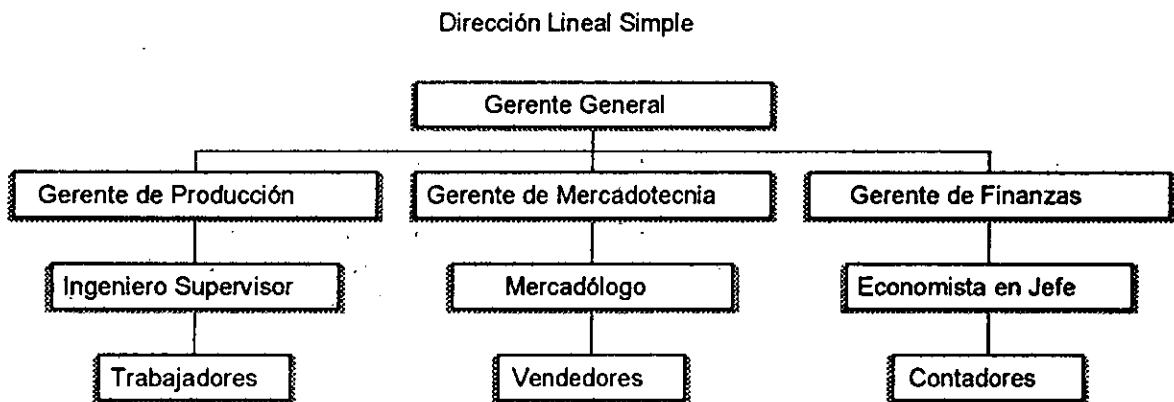 Dirección Lineal Simple
Gerente General
Gerente de Producción
Gerente de Mercadotecnia
Gerente de Finanzas
Ingeniero Supervisor
Mercadólogo
Economista en Jefe
Trabajadores
Vendedores
Contadores